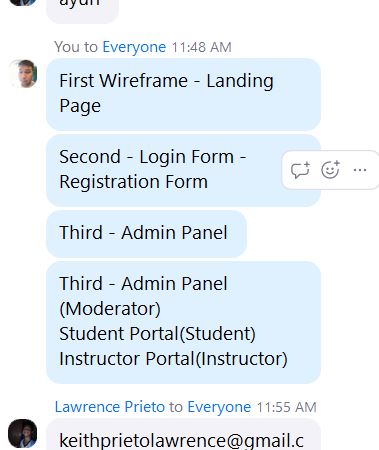 ayun
You to Everyone 11:48 AM
First Wireframe - Landing
Page
Second - Login Form -
Registration Form
Third - Admin Panel
Third - Admin Panel
(Moderator)
Student Portal(Student)
Instructor Portal(Instructor)
Lawrence Prieto to Everyone 11:55 AM
keithprietolawrence@gmail.c